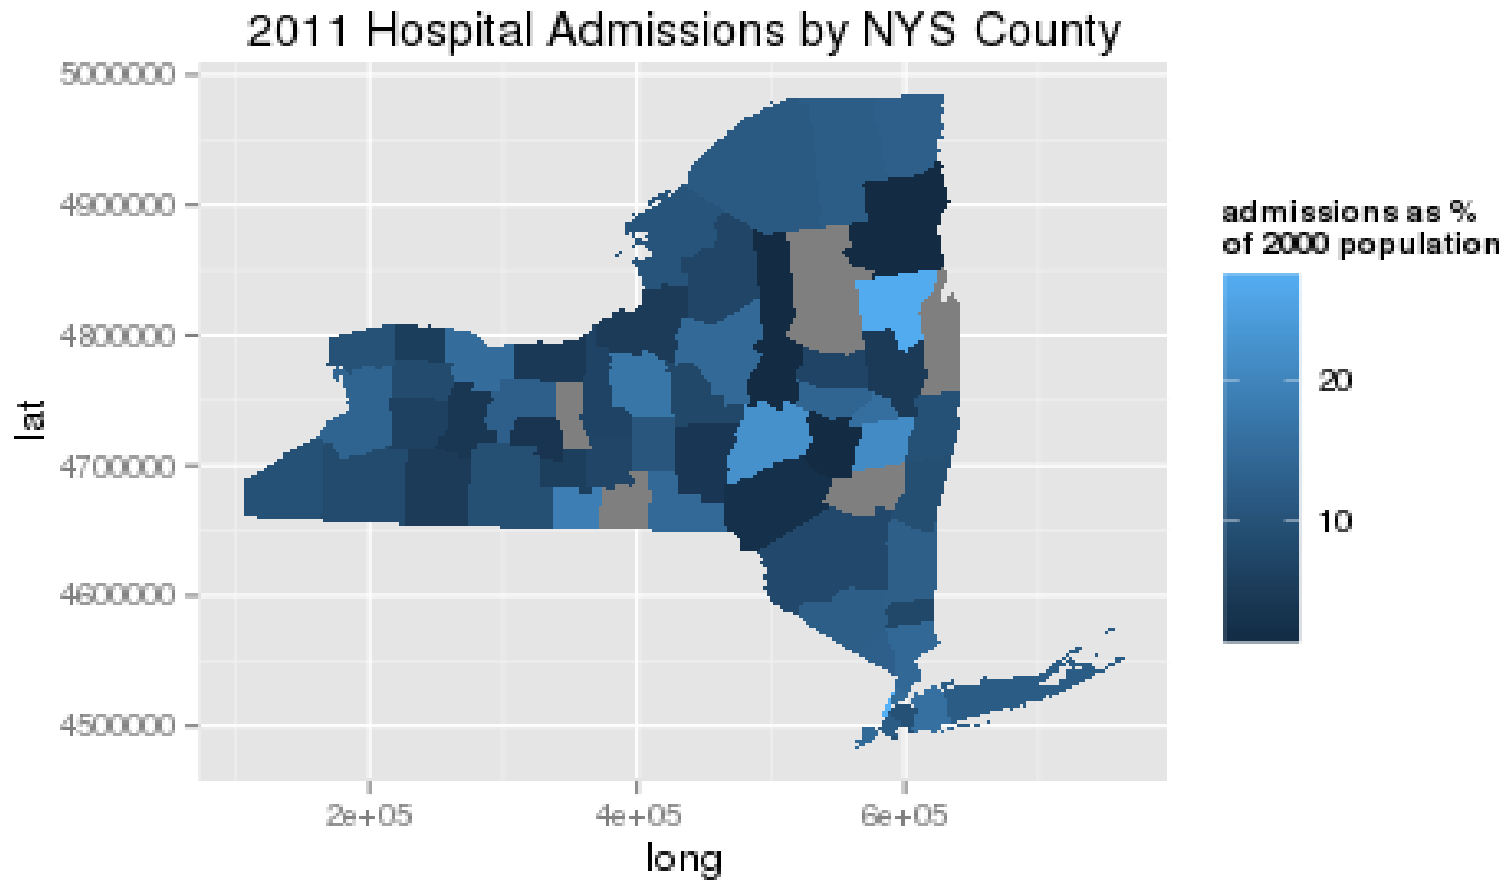 2011 Hospital Admissions by NYS County
5000000
4900000
4800000
4700000
4600000
4500000
lat
2e+05
4e+05
6e+05
long
admissions as %
of 2000 population
20
10